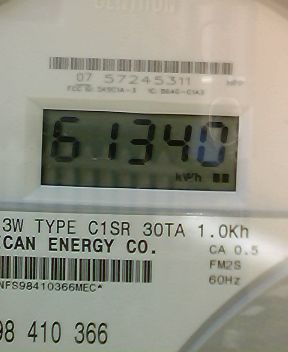 CENTRON
07 57245311
61340
kWh
3W TYPE C1SR 30TA 1.0Kh
CAN ENERGY CO.
CA 0.5
FM2S
60Hz
NFS98410366MEC*
98 410 366